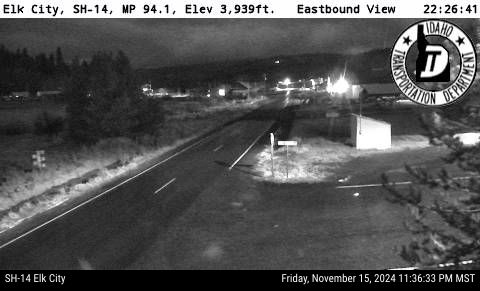 Elk City, SH-14, MP 94.1, Elev 3,939ft. Eastbound View 22:26:41
IDAHO
TRANSPORTATION DEPARTMENT
SH-14 Elk City Friday, November 15, 2024 11:36:33 PM MST